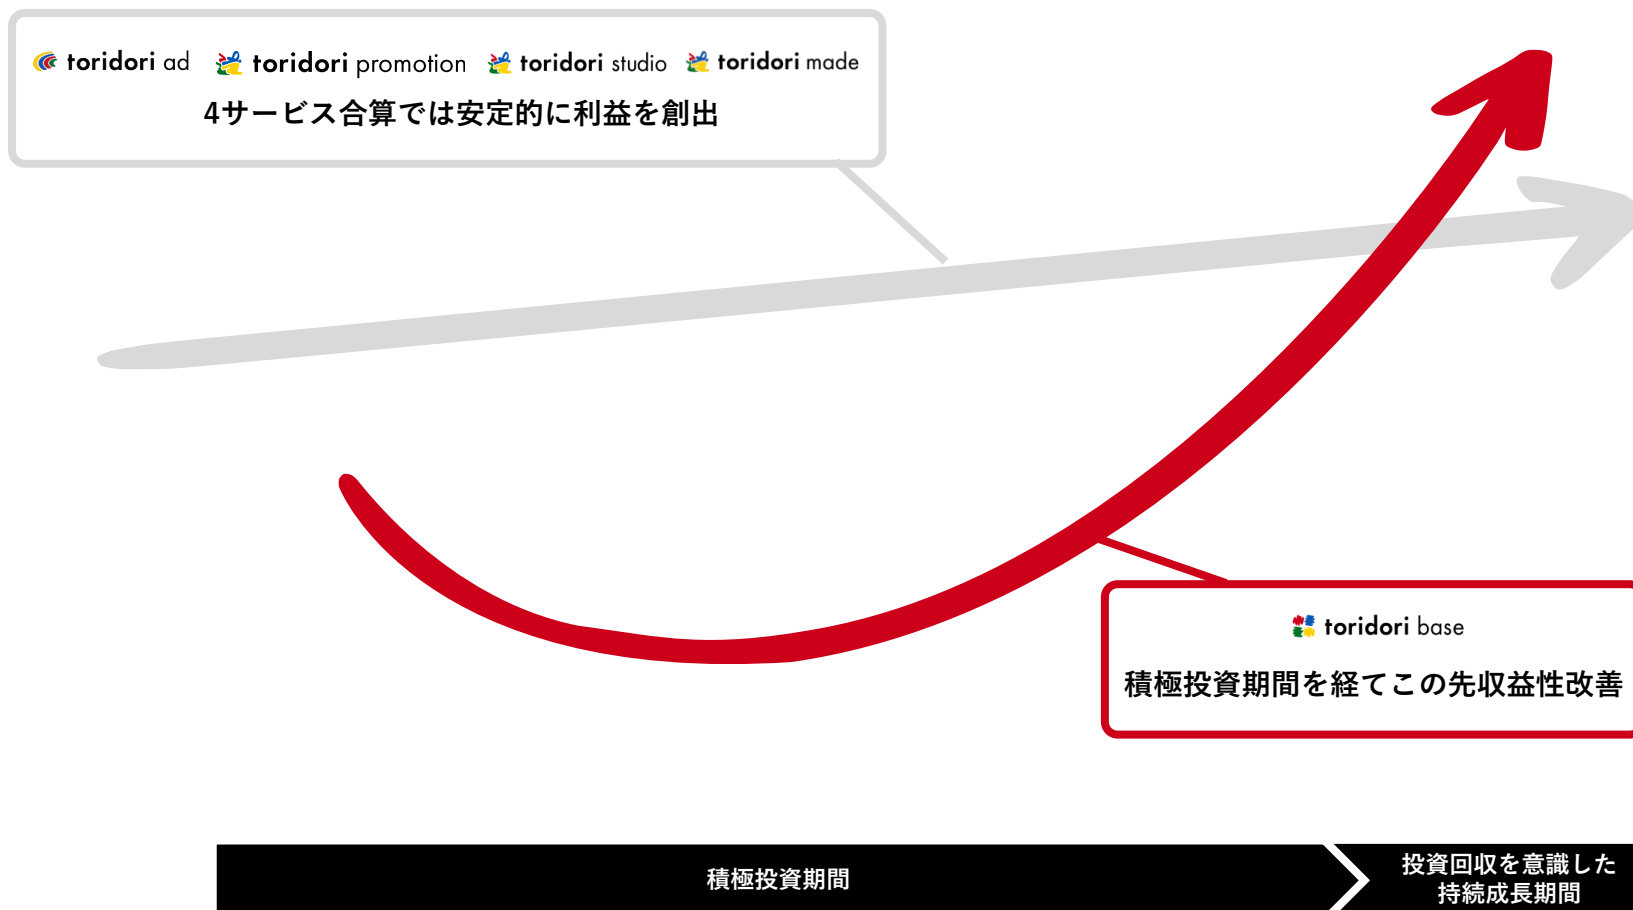 toridori ad toridori promotion toridori studio toridori made
4サービス合算では安定的に利益を創出
toridori base
積極投資期間を経てこの先収益性改善
積極投資期間
投資回収を意識した
持続成長期間